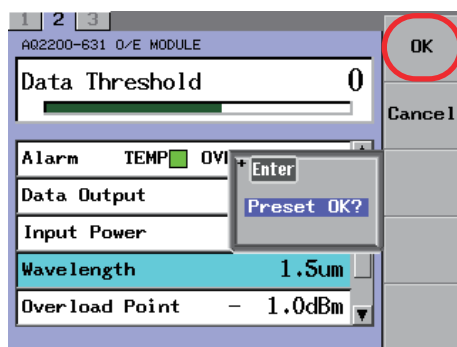 1 2 3
AQ2200-631 O/E MODULE
OK
Data Threshold 0
Cancel
Alarm TEMP
Enter
Preset OK?
Data Output
Input Power
Wavelength 1.5um
Overload Point - 1.0dBm